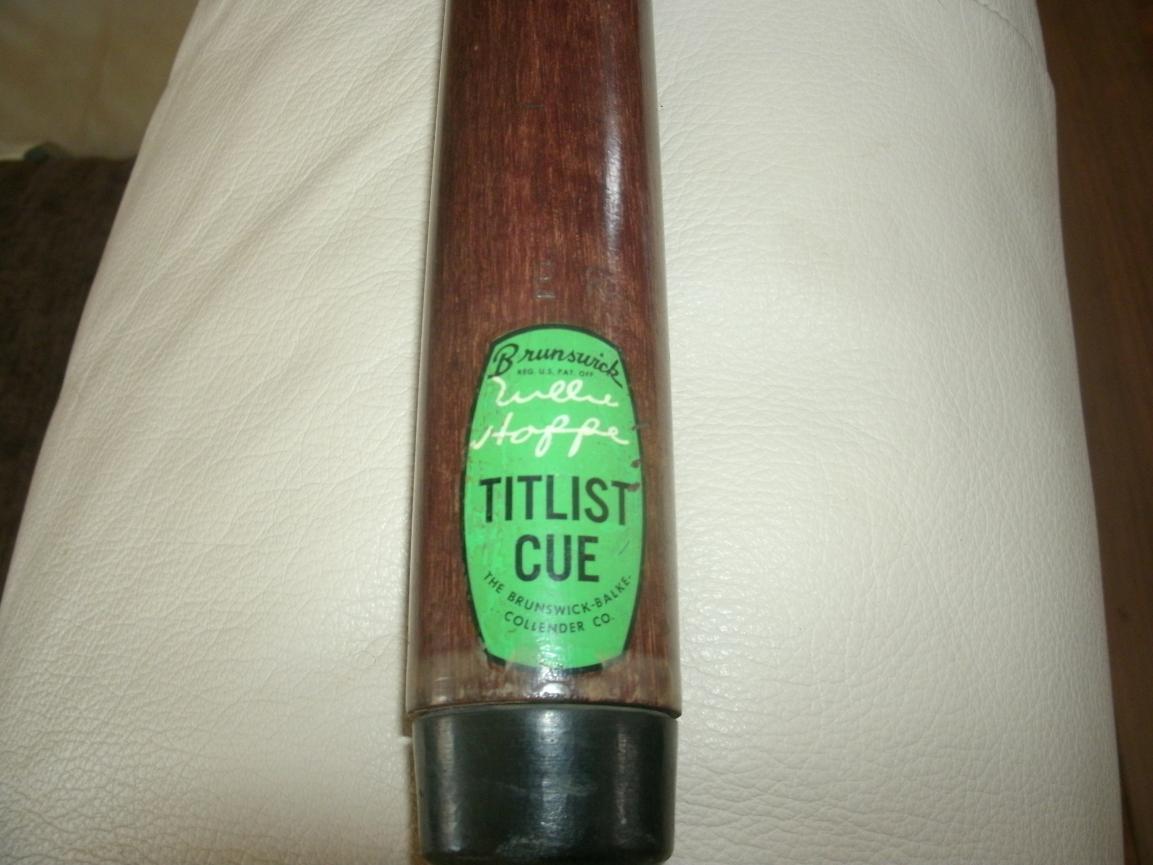 Brunswick
REG. U.S. PAT. OFF.
Willie
Hoppe
TITLIST
CUE
THE BRUNSWICK-BALKE-
COLLENDER CO.